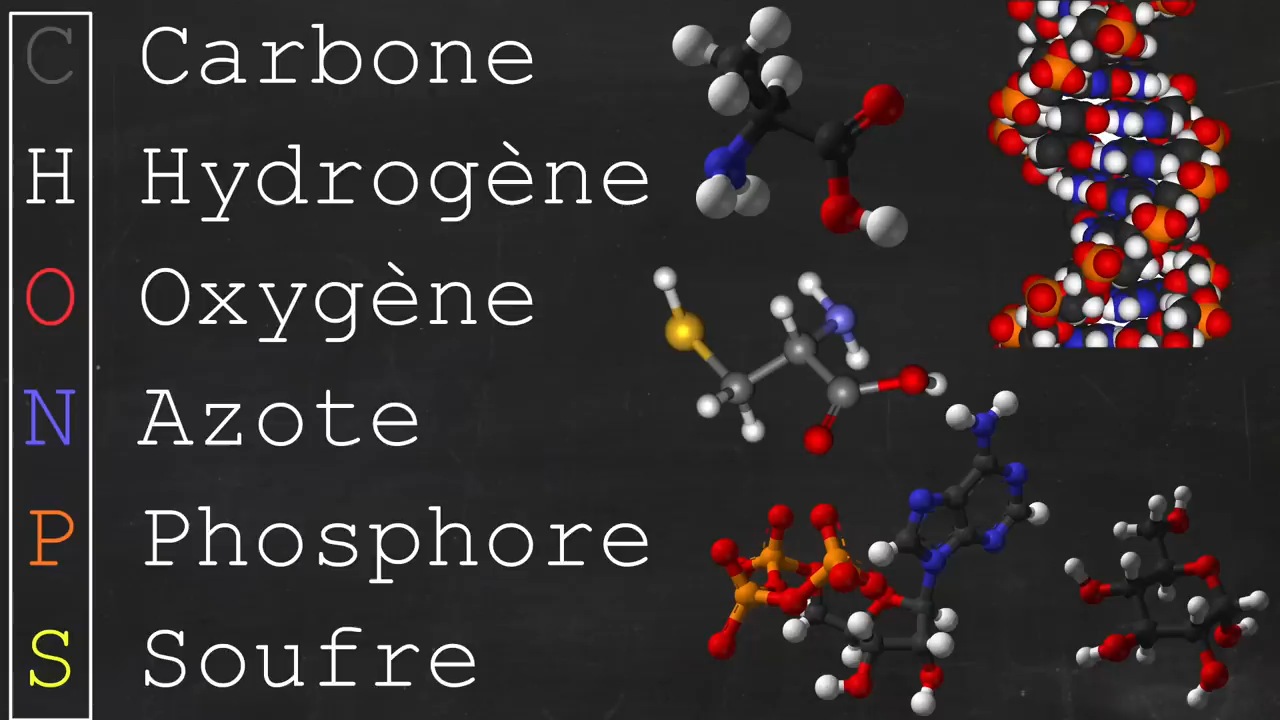 C Carbone
H Hydrogène
O Oxygène
N Azote
P Phosphore
S Soufre